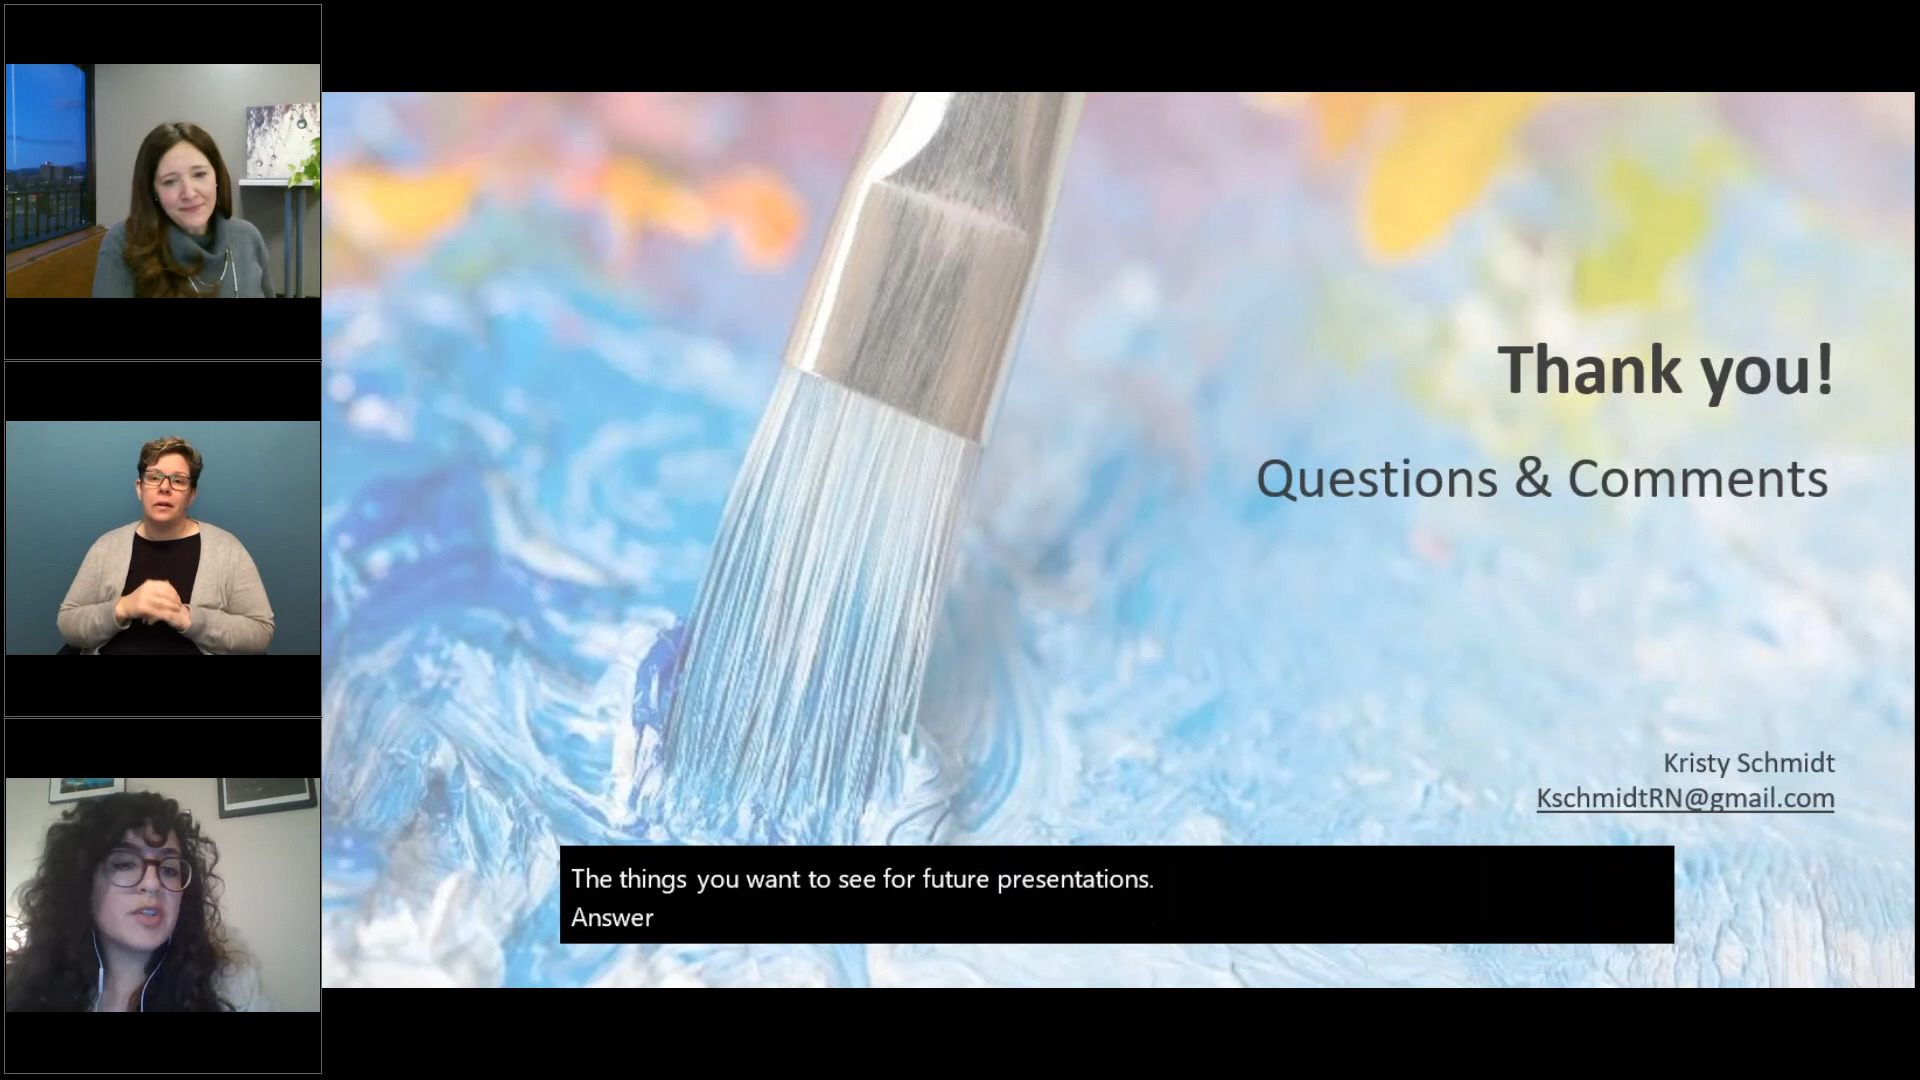 Thank you!
Questions & Comments
Kristy Schmidt
KschmidtRN@gmail.com
The things you want to see for future presentations.
Answer